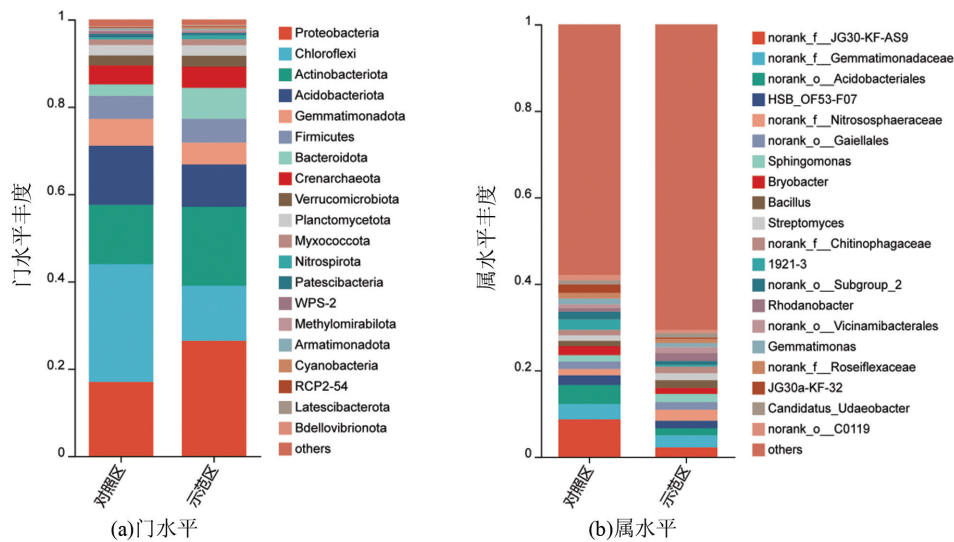 门水平丰度
1
0.8
0.6
0.4
0.2
0
对照区
示范区
Proteobacteria
Chloroflexi
Actinobacteriota
Acidobacteriota
Gemmatimonadota
Firmicutes
Bacteroidota
Crenarchaeota
Verrucomicrobiota
Planctomycetota
Myxococcota
Nitrospirota
Patescibacteria
WPS-2
Methylomirabilota
Armatimonadota
Cyanobacteria
RCP2-54
Latescibacterota
Bdellovibrionota
others
(a)门水平
属水平丰度
1
0.8
0.6
0.4
0.2
0
对照区
示范区
norank_f__JG30-KF-AS9
norank_f__Gemmatimonadaceae
norank_o__Acidobacteriales
HSB_OF53-F07
norank_f__Nitrososphaeraceae
norank_o__Gaiellales
Sphingomonas
Bryobacter
Bacillus
Streptomyces
norank_f__Chitinophagaceae
1921-3
norank_o__Subgroup_2
Rhodanobacter
norank_o__Vicinamibacterales
Gemmatimonas
norank_f__Roseiflexaceae
JG30a-KF-32
Candidatus_Udaeobacter
norank_o__C0119
others
(b)属水平